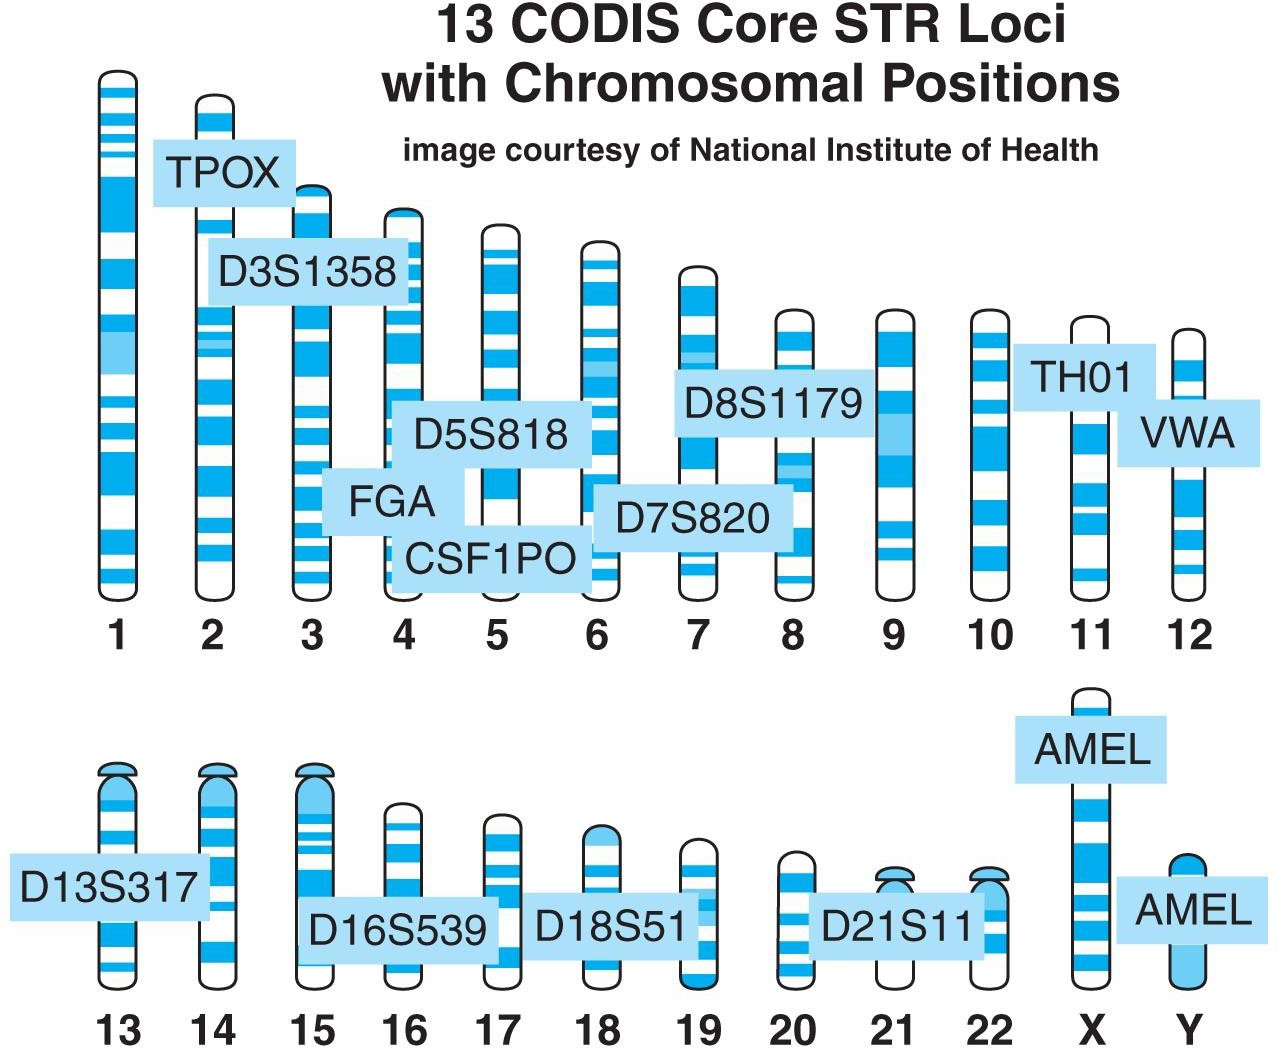 13 CODIS Core STR Loci
with Chromosomal Positions
image courtesy of National Institute of Health
TPOX
D3S1358
TH01
D8S1179
D5S818
VWA
FGA
D7S820
CSF1PO
1 2 3 4 5 6 7 8 9 10 11 12
AMEL
D13S317
D16S539
D18S51
D21S11
AMEL
13 14 15 16 17 18 19 20 21 22 X Y